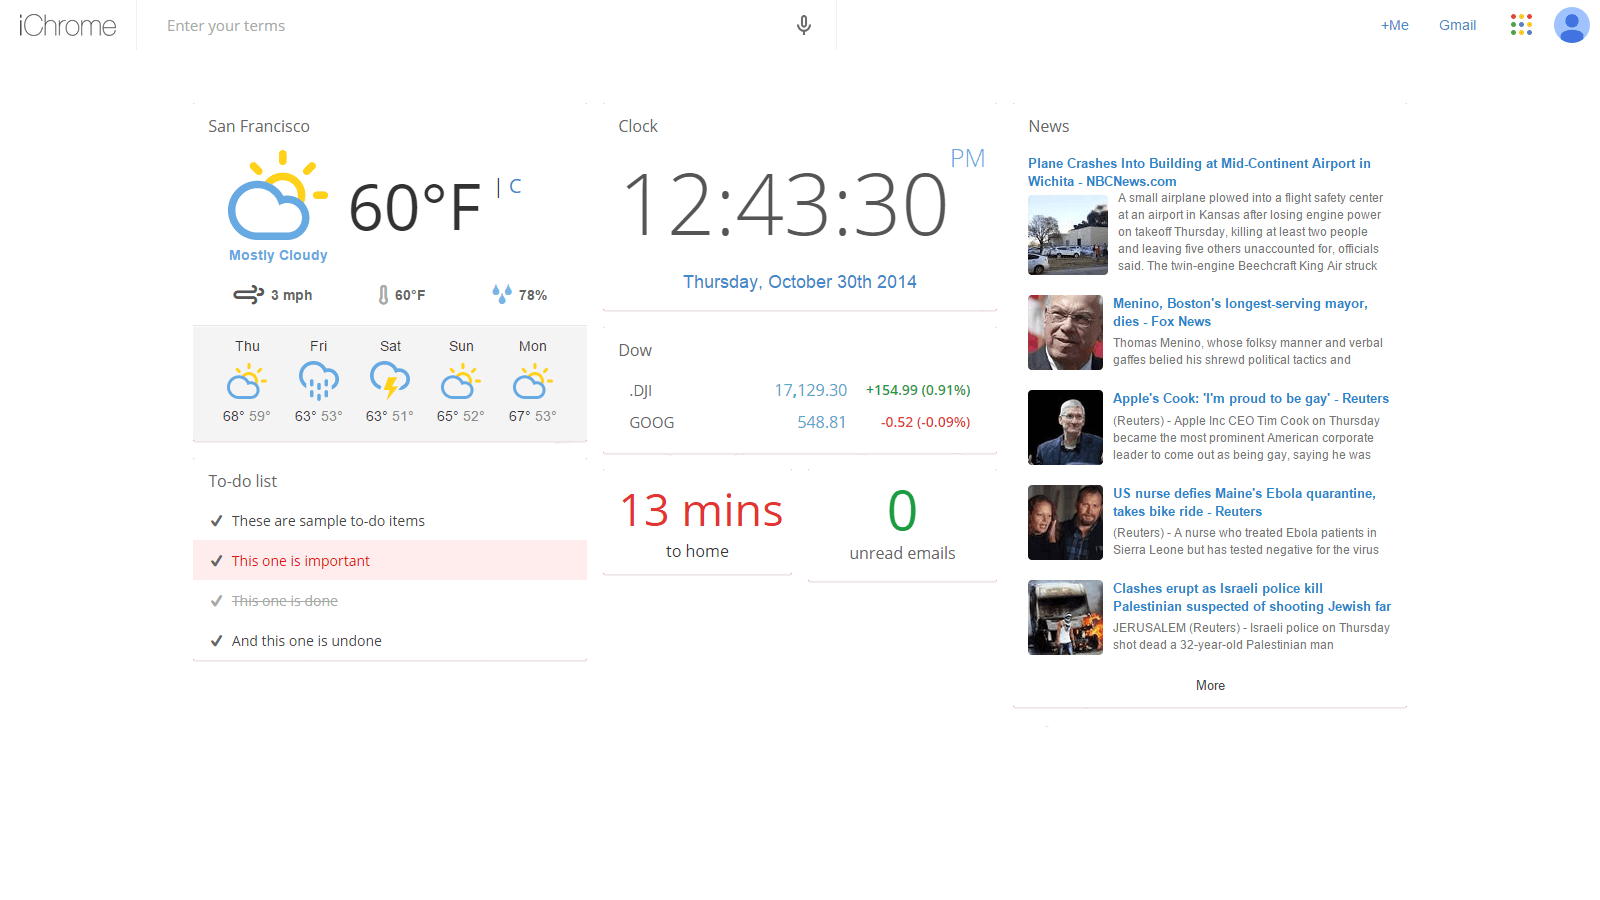 iChrome
Enter your terms
+Me
Gmail
San Francisco
60°F
| C
Mostly Cloudy
3 mph
60°F
78%
Thu Fri Sat Sun Mon
68° 59° 63° 53° 63° 51° 65° 52° 67° 53°
To-do list
These are sample to-do items
This one is important
This one is done
And this one is undone
Clock
12:43:30
PM
Thursday, October 30th 2014
Dow
.DJI 17,129.30 +154.99 (0.91%)
GOOG 548.81 -0.52 (-0.09%)
13 mins
to home
0
unread emails
News
Plane Crashes Into Building at Mid-Continent Airport in
Wichita - NBCNews.com
A small airplane plowed into a flight safety center
at an airport in Kansas after losing engine power
on takeoff Thursday, killing at least two people
and leaving five others unaccounted for, officials
said. The twin-engine Beechcraft King Air struck
Menino, Boston's longest-serving mayor,
dies - Fox News
Thomas Menino, whose folksy manner and verbal
gaffes belied his shrewd political tactics and
Apple's Cook: 'I'm proud to be gay' - Reuters
(Reuters) - Apple Inc CEO Tim Cook on Thursday
became the most prominent American corporate
leader to come out as being gay, saying he was
US nurse defies Maine's Ebola quarantine,
takes bike ride - Reuters
(Reuters) - A nurse who treated Ebola patients in
Sierra Leone but has tested negative for the virus
Clashes erupt as Israeli police kill
Palestinian suspected of shooting Jewish far
JERUSALEM (Reuters) - Israeli police on Thursday
shot dead a 32-year-old Palestinian man
More